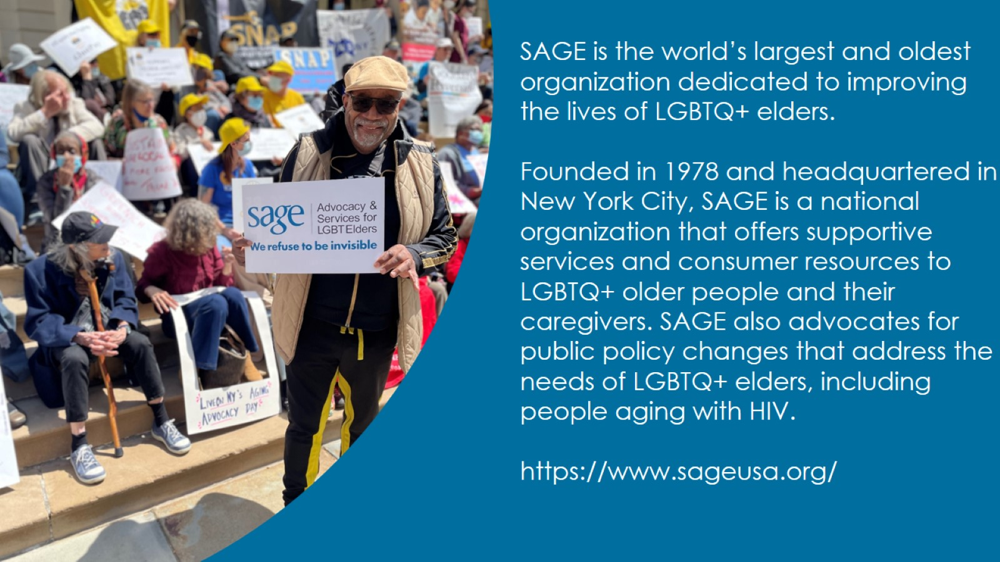 SNAP
SNAP
sage
Advocacy &
Services for
LGBT Elders
We refuse to be invisible
LIVEON NY'S AGING
ADVOCACY DAY
SAGE is the world’s largest and oldest
organization dedicated to improving
the lives of LGBTQ+ elders.
Founded in 1978 and headquartered in
New York City, SAGE is a national
organization that offers supportive
services and consumer resources to
LGBTQ+ older people and their
caregivers. SAGE also advocates for
public policy changes that address the
needs of LGBTQ+ elders, including
people aging with HIV.
https://www.sageusa.org/